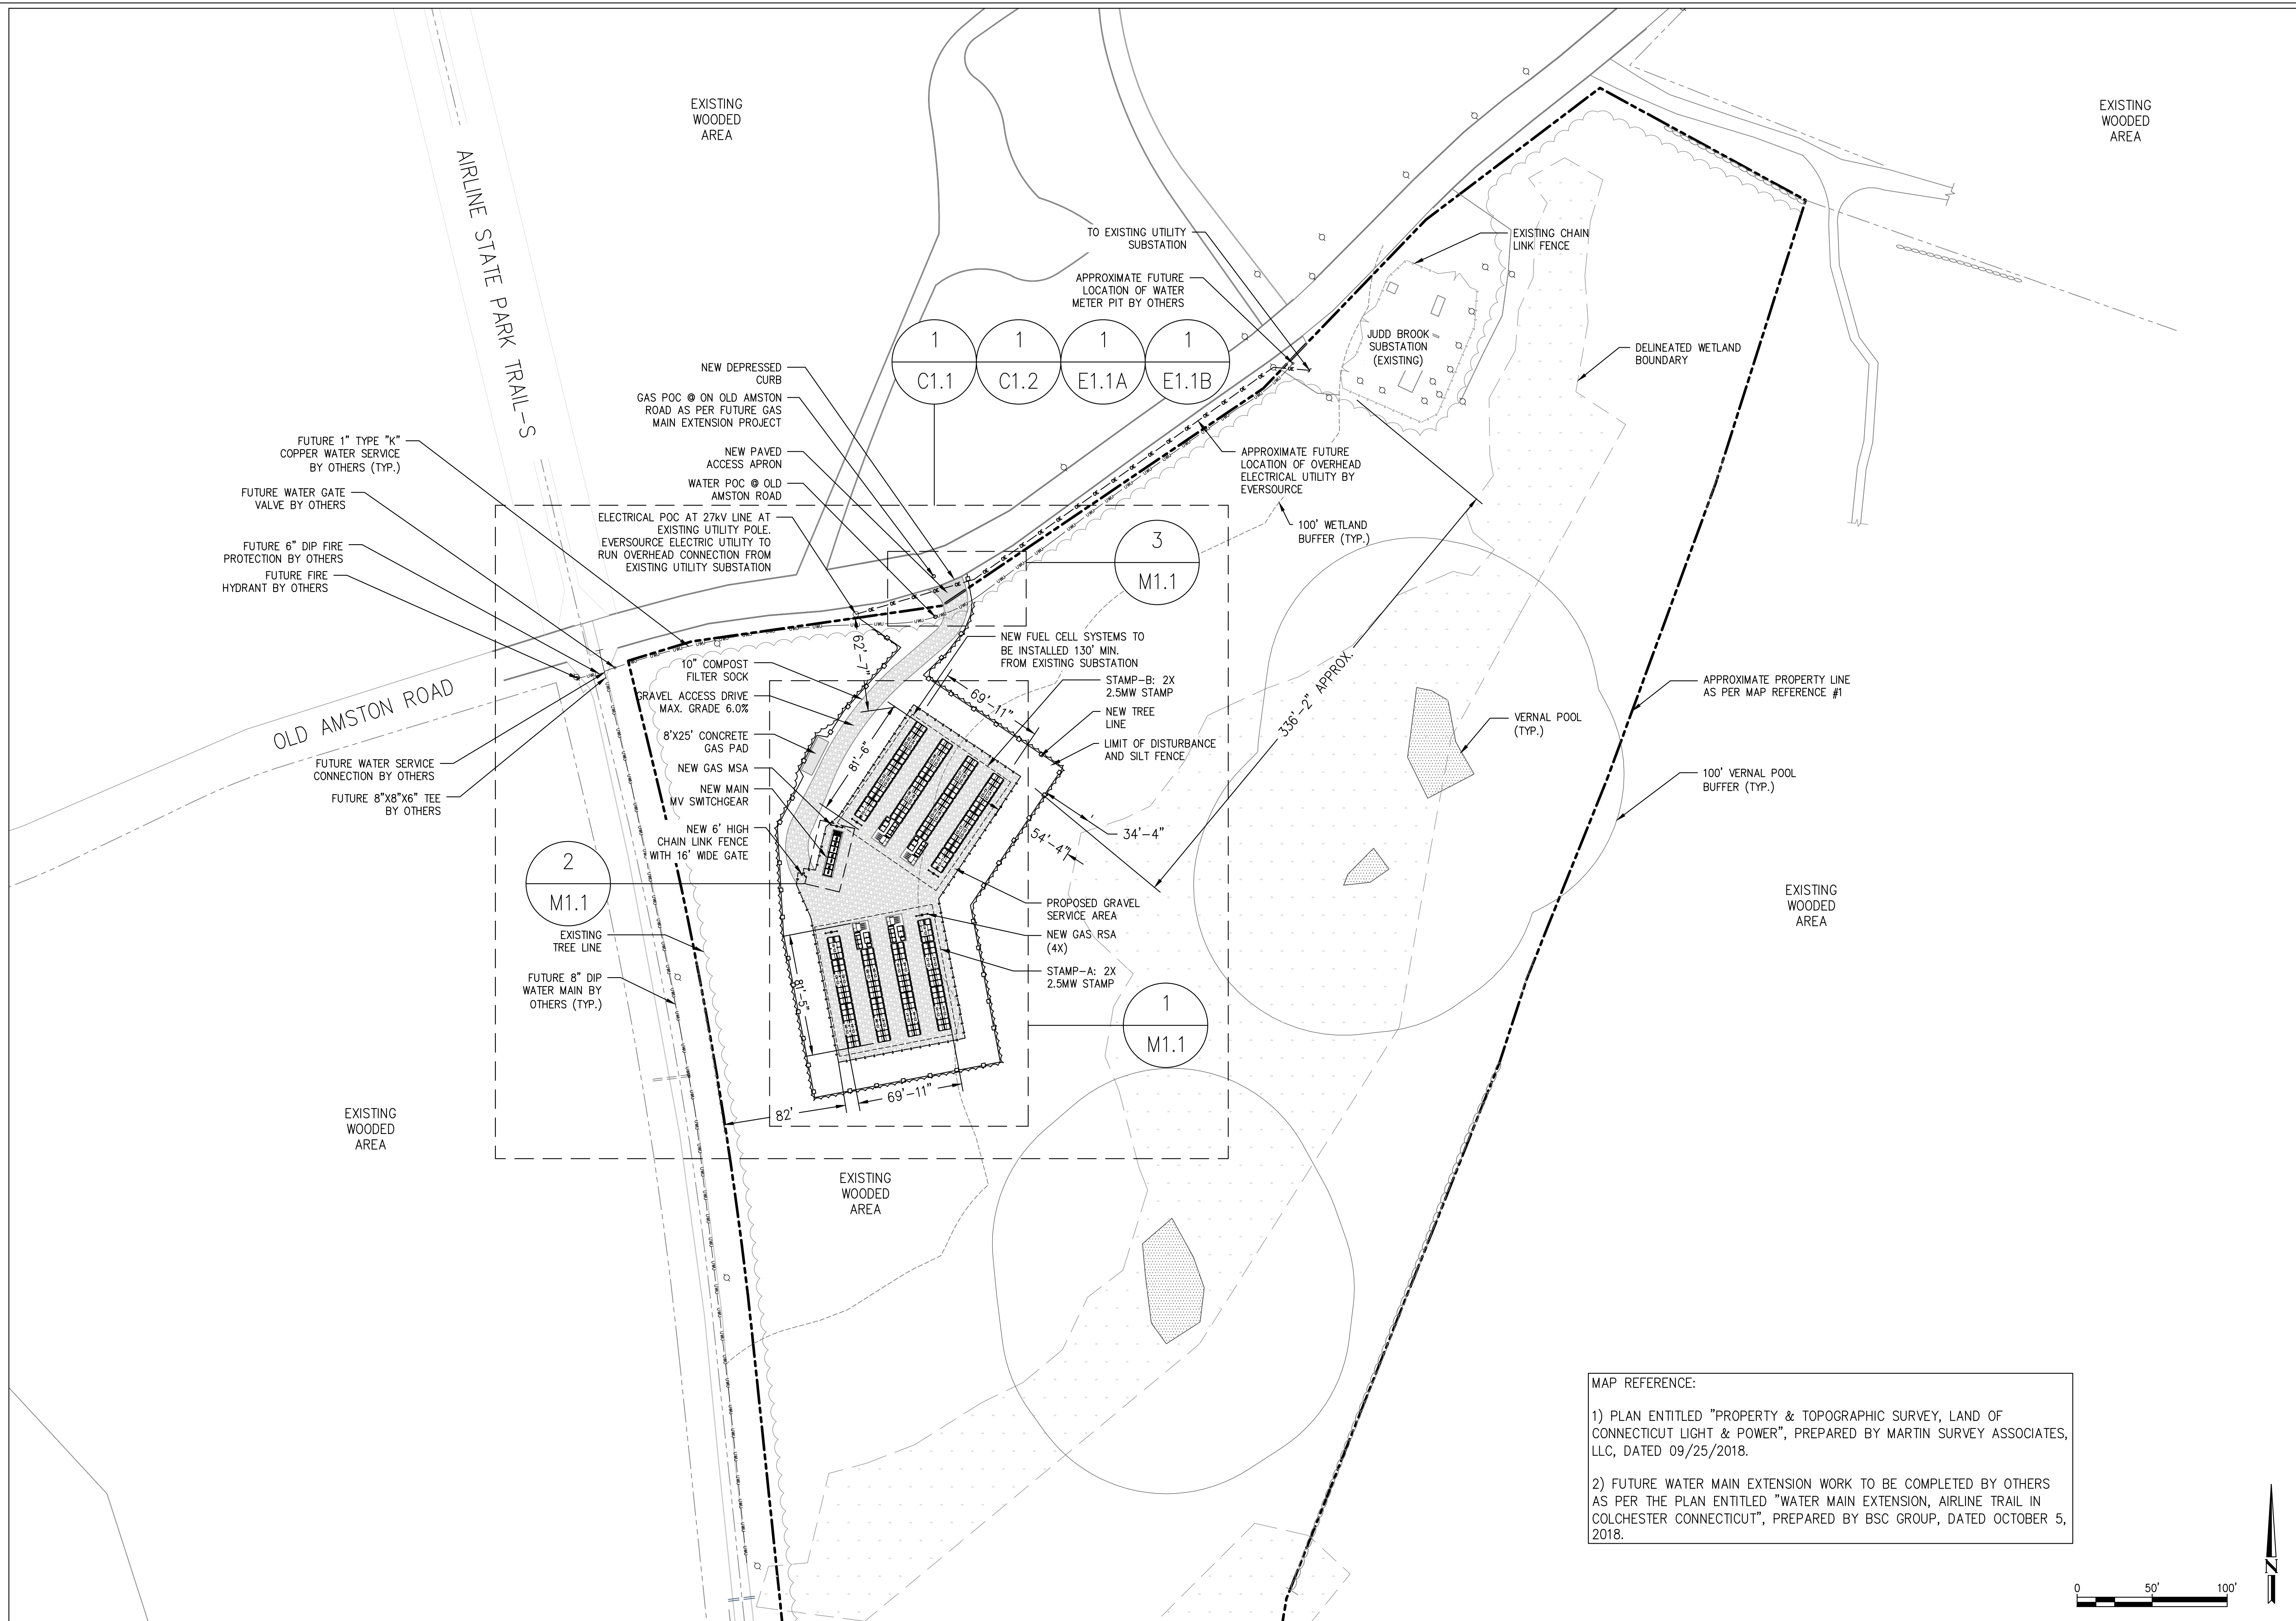 EXISTING
WOODED
AREA
EXISTING
WOODED
AREA
AIRLINE STATE PARK TRAIL-S
TO EXISTING UTILITY
SUBSTATION
EXISTING CHAIN
LINK FENCE
APPROXIMATE FUTURE
LOCATION OF WATER
METER PIT BY OTHERS
JUDD BROOK
SUBSTATION
(EXISTING)
DELINEATED WETLAND
BOUNDARY
1
C1.1
1
C1.2
1
E1.1A
1
E1.1B
NEW DEPRESSED
CURB
GAS POC @ ON OLD AMSTON
ROAD AS PER FUTURE GAS
MAIN EXTENSION PROJECT
NEW PAVED
ACCESS APRON
WATER POC @ OLD
AMSTON ROAD
ELECTRICAL POC AT 27kV LINE AT
EXISTING UTILITY POLE.
EVERSOURCE ELECTRIC UTILITY TO
RUN OVERHEAD CONNECTION FROM
EXISTING UTILITY SUBSTATION
FUTURE 1" TYPE "K"
COPPER WATER SERVICE
BY OTHERS (TYP.)
FUTURE WATER GATE
VALVE BY OTHERS
FUTURE 6" DIP FIRE
PROTECTION BY OTHERS
FUTURE FIRE
HYDRANT BY OTHERS
APPROXIMATE FUTURE
LOCATION OF OVERHEAD
ELECTRICAL UTILITY BY
EVERSOURCE
100' WETLAND
BUFFER (TYP.)
3
M1.1
OLD AMSTON ROAD
FUTURE WATER SERVICE
CONNECTION BY OTHERS
FUTURE 8"X8"X6" TEE
BY OTHERS
62'-7"
10" COMPOST
FILTER SOCK
GRAVEL ACCESS DRIVE
MAX. GRADE 6.0%
8'X25' CONCRETE
GAS PAD
NEW GAS MSA
NEW MAIN
MV SWITCHGEAR
NEW 6' HIGH
CHAIN LINK FENCE
WITH 16' WIDE GATE
NEW FUEL CELL SYSTEMS TO
BE INSTALLED 130' MIN.
FROM EXISTING SUBSTATION
STAMP-B: 2X
2.5MW STAMP
NEW TREE
LINE
LIMIT OF DISTURBANCE
AND SILT FENCE
69'-11"
81'-6"
336'-2" APPROX.
34'-4"
54'-4"
APPROXIMATE PROPERTY LINE
AS PER MAP REFERENCE #1
VERNAL POOL
(TYP.)
100' VERNAL POOL
BUFFER (TYP.)
2
M1.1
EXISTING
TREE LINE
FUTURE 8" DIP
WATER MAIN BY
OTHERS (TYP.)
PROPOSED GRAVEL
SERVICE AREA
NEW GAS RSA
(4X)
STAMP-A: 2X
2.5MW STAMP
EXISTING
WOODED
AREA
1
M1.1
81'-5"
69'-11"
82'
EXISTING
WOODED
AREA
EXISTING
WOODED
AREA
MAP REFERENCE:
1) PLAN ENTITLED "PROPERTY & TOPOGRAPHIC SURVEY, LAND OF
CONNECTICUT LIGHT & POWER", PREPARED BY MARTIN SURVEY ASSOCIATES,
LLC, DATED 09/25/2018.
2) FUTURE WATER MAIN EXTENSION WORK TO BE COMPLETED BY OTHERS
AS PER THE PLAN ENTITLED "WATER MAIN EXTENSION, AIRLINE TRAIL IN
COLCHESTER CONNECTICUT", PREPARED BY BSC GROUP, DATED OCTOBER 5,
2018.
N
0 50' 100'